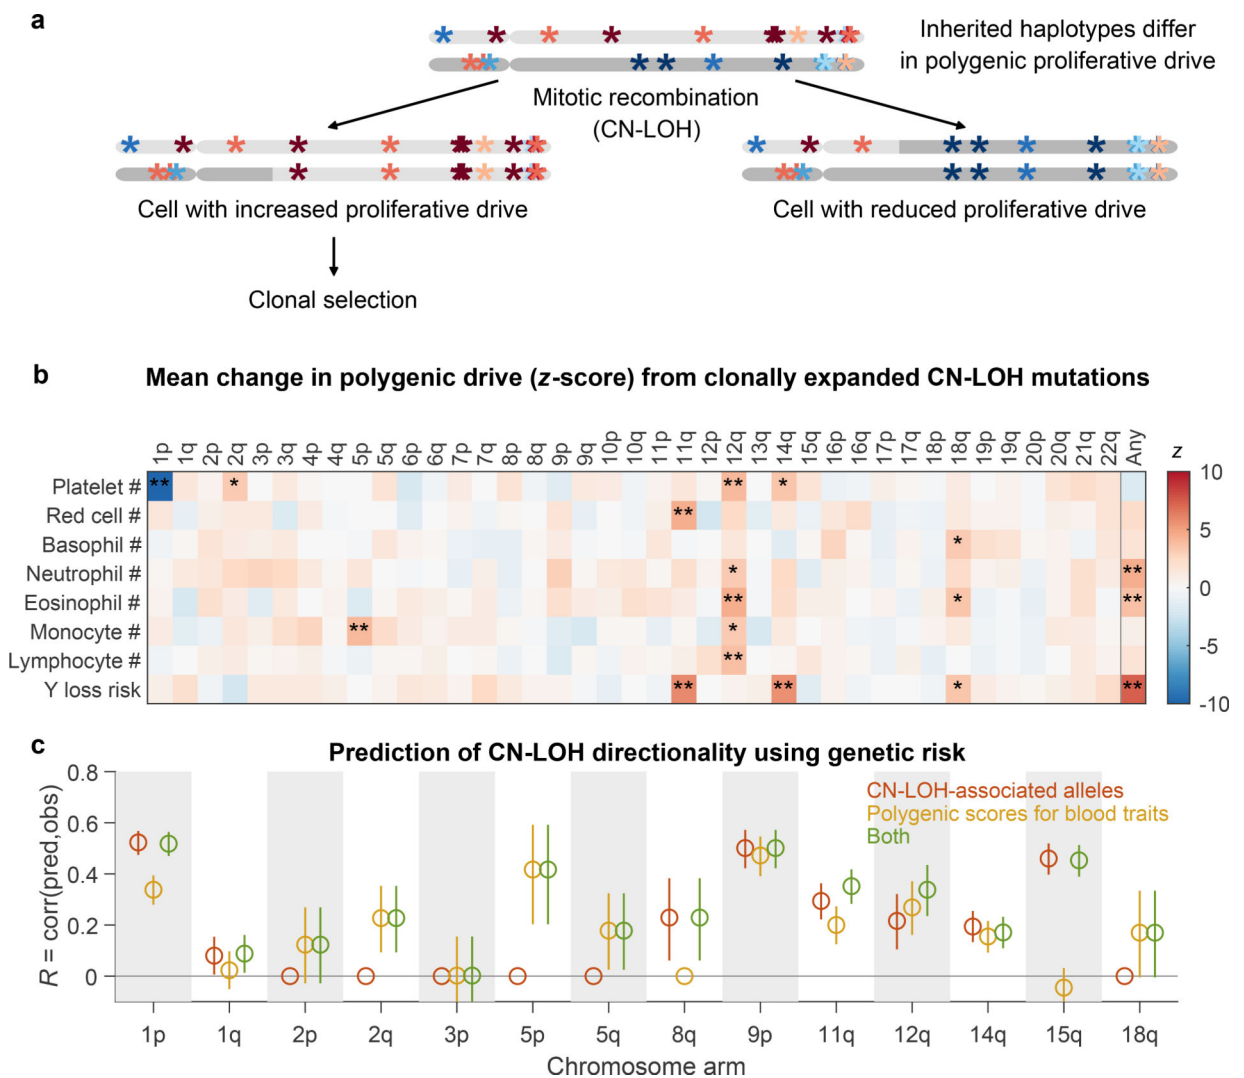 a
Inherited haplotypes differ
in polygenic proliferative drive
Mitotic recombination
(CN-LOH)
Cell with increased proliferative drive
Cell with reduced proliferative drive
Clonal selection
b
Mean change in polygenic drive (z-score) from clonally expanded CN-LOH mutations
1p 1q 2p 2q 3p 3q 4p 4q 5p 5q 6p 6q 7p 7q 8p 8q 9p 9q 10p 10q 11p 11q 12p 12q 13q 14q 15q 16p 16q 17p 17q 18p 18q 19p 19q 20p 20q 21q 22q Any
z
Platelet # ** * ** *
Red cell # **
Basophil # *
Neutrophil # * **
Eosinophil # ** * **
Monocyte # ** *
Lymphocyte # **
Y loss risk ** ** * **
10
5
0
-5
-10
c
Prediction of CN-LOH directionality using genetic risk
CN-LOH-associated alleles
Polygenic scores for blood traits
Both
R = corr(pred,obs)
0.8
0.6
0.4
0.2
0
1p 1q 2p 2q 3p 5p 5q 8q 9p 11q 12q 14q 15q 18q
Chromosome arm